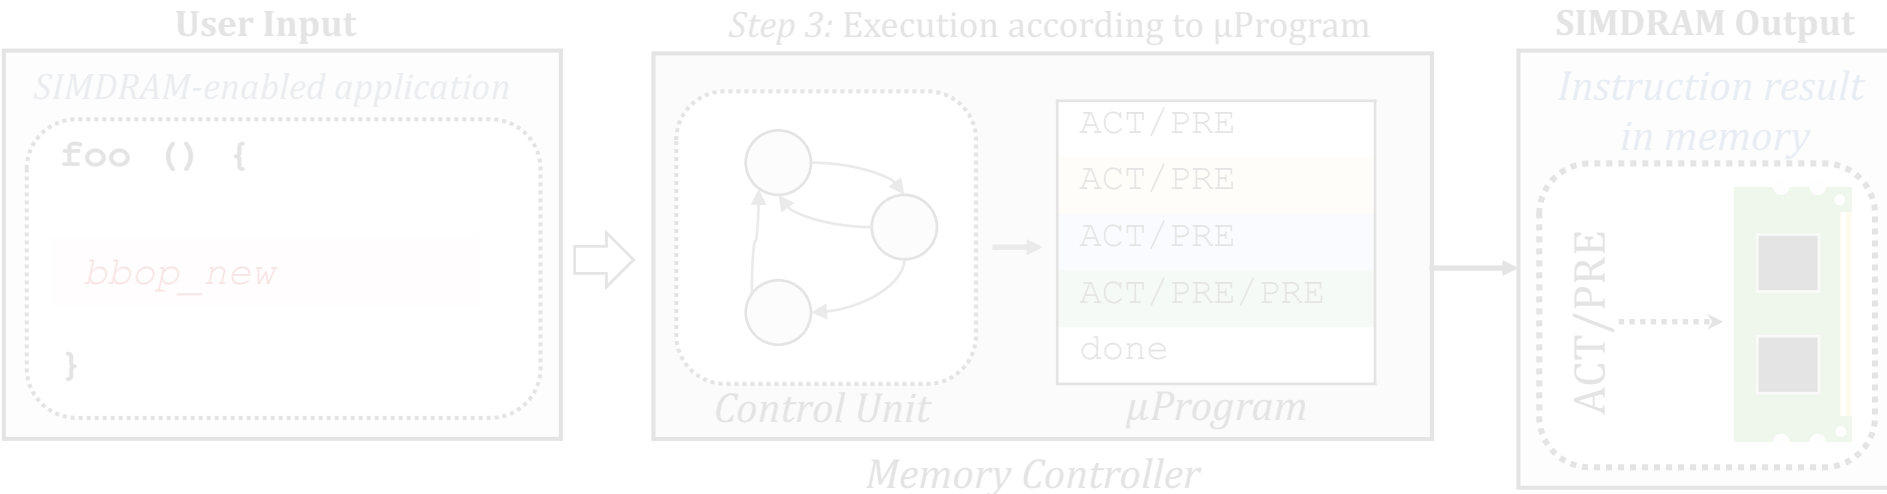 User Input
SIMDRAM-enabled application
foo () {
bbop_new
}
Step 3: Execution according to μProgram
ACT/PRE
ACT/PRE
ACT/PRE
ACT/PRE/PRE
done
Control Unit
μProgram
Memory Controller
SIMDRAM Output
Instruction result
in memory
ACT/PRE